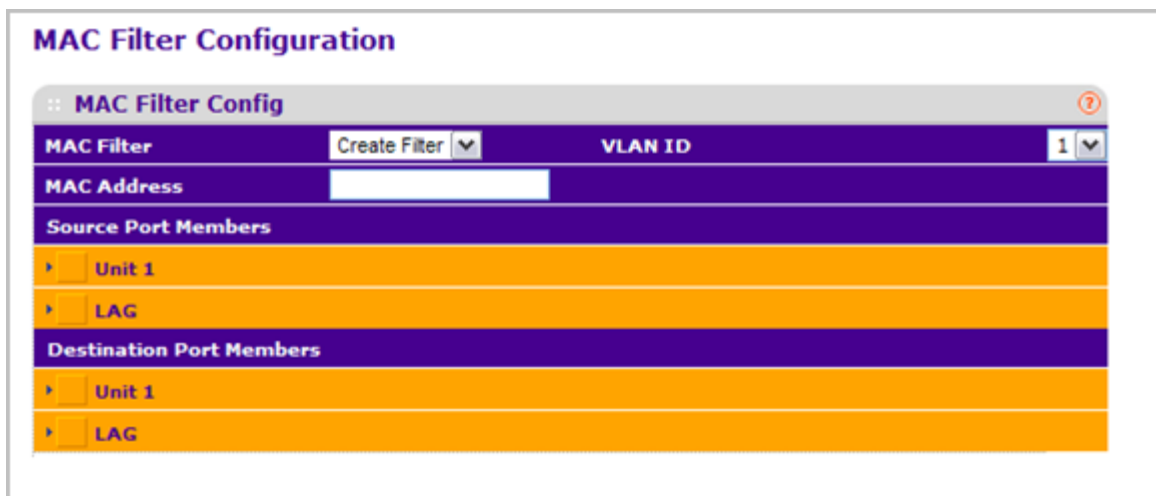 MAC Filter Configuration
MAC Filter Config ?
MAC Filter Create Filter VLAN ID 1
MAC Address
Source Port Members
Unit 1
LAG
Destination Port Members
Unit 1
LAG